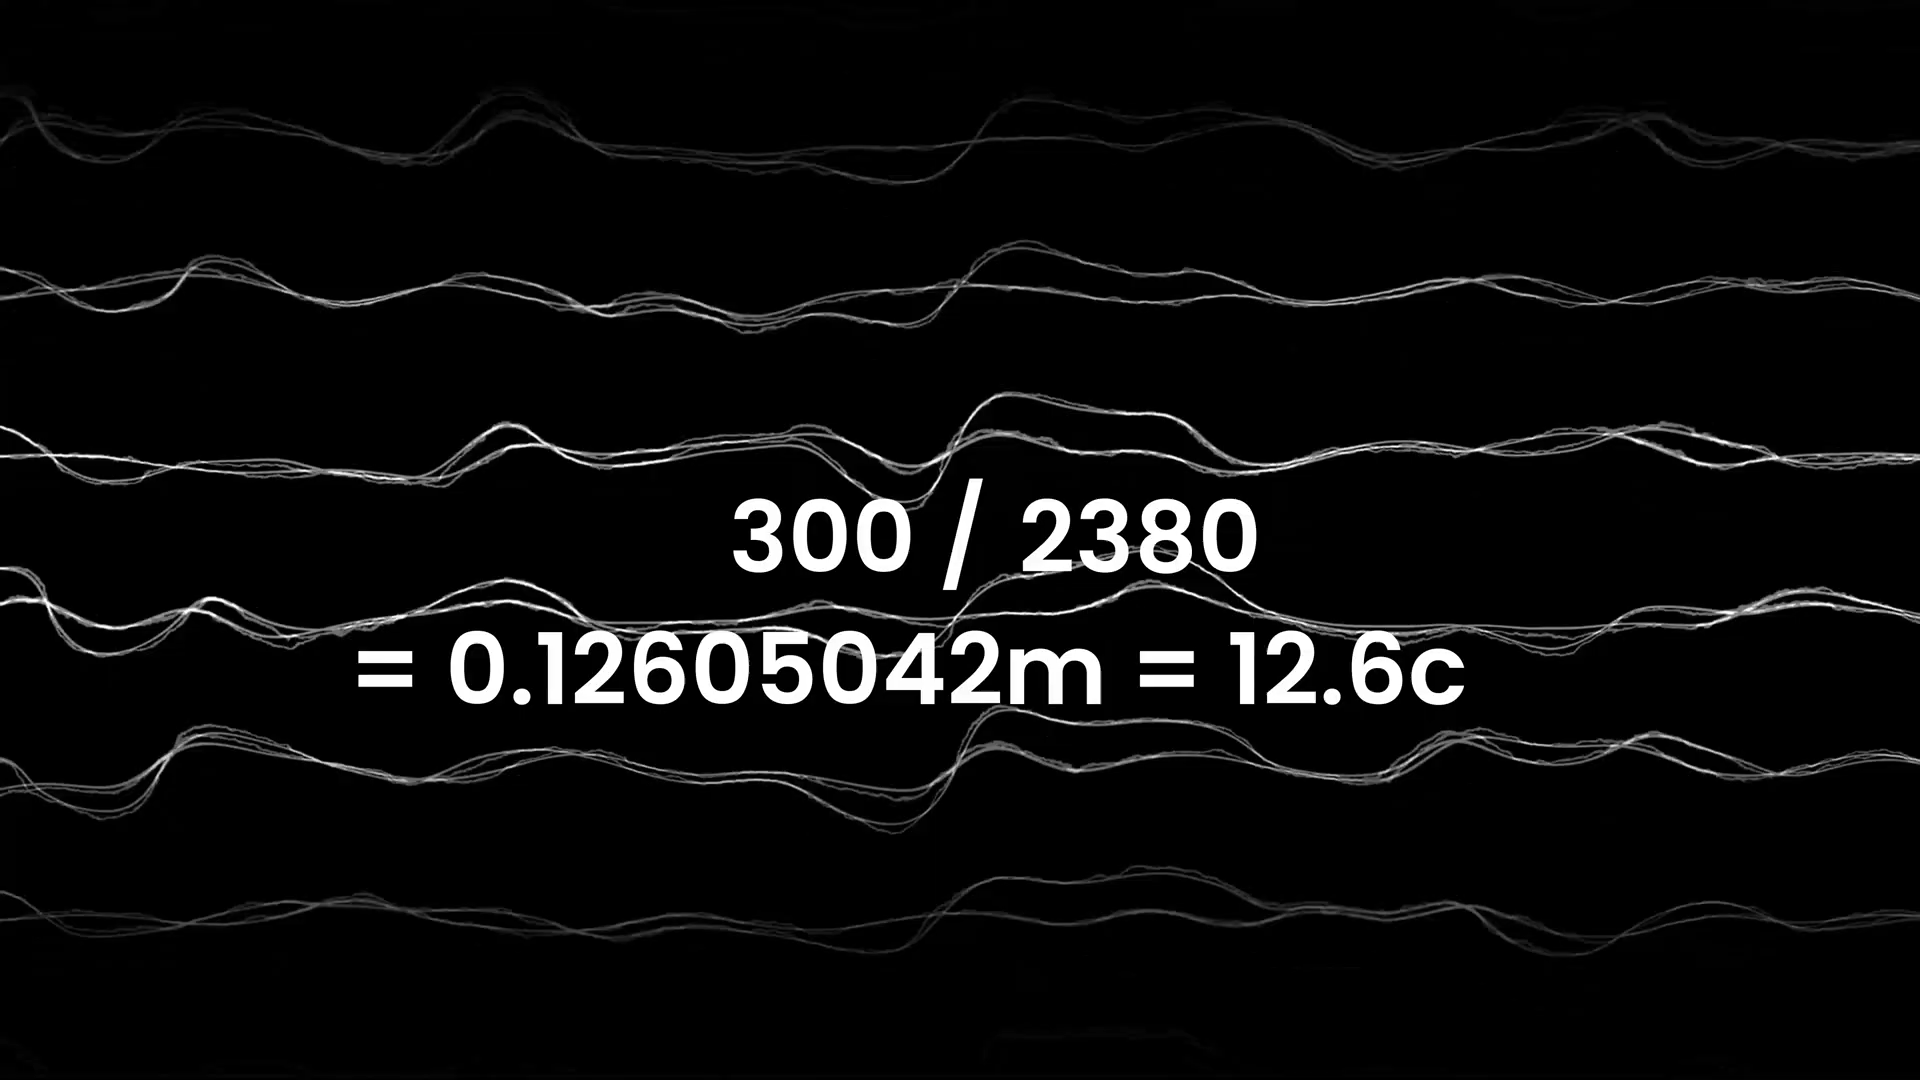 300 / 2380
= 0.12605042m = 12.6c